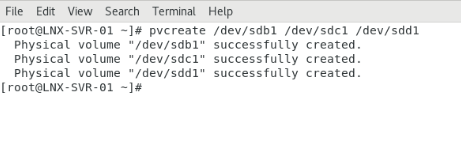 File Edit View Search Terminal Help
[root@LNX-SVR-01 ~]# pvcreate /dev/sdb1 /dev/sdc1 /dev/sdd1
  Physical volume "/dev/sdb1" successfully created.
  Physical volume "/dev/sdc1" successfully created.
  Physical volume "/dev/sdd1" successfully created.
[root@LNX-SVR-01 ~]#